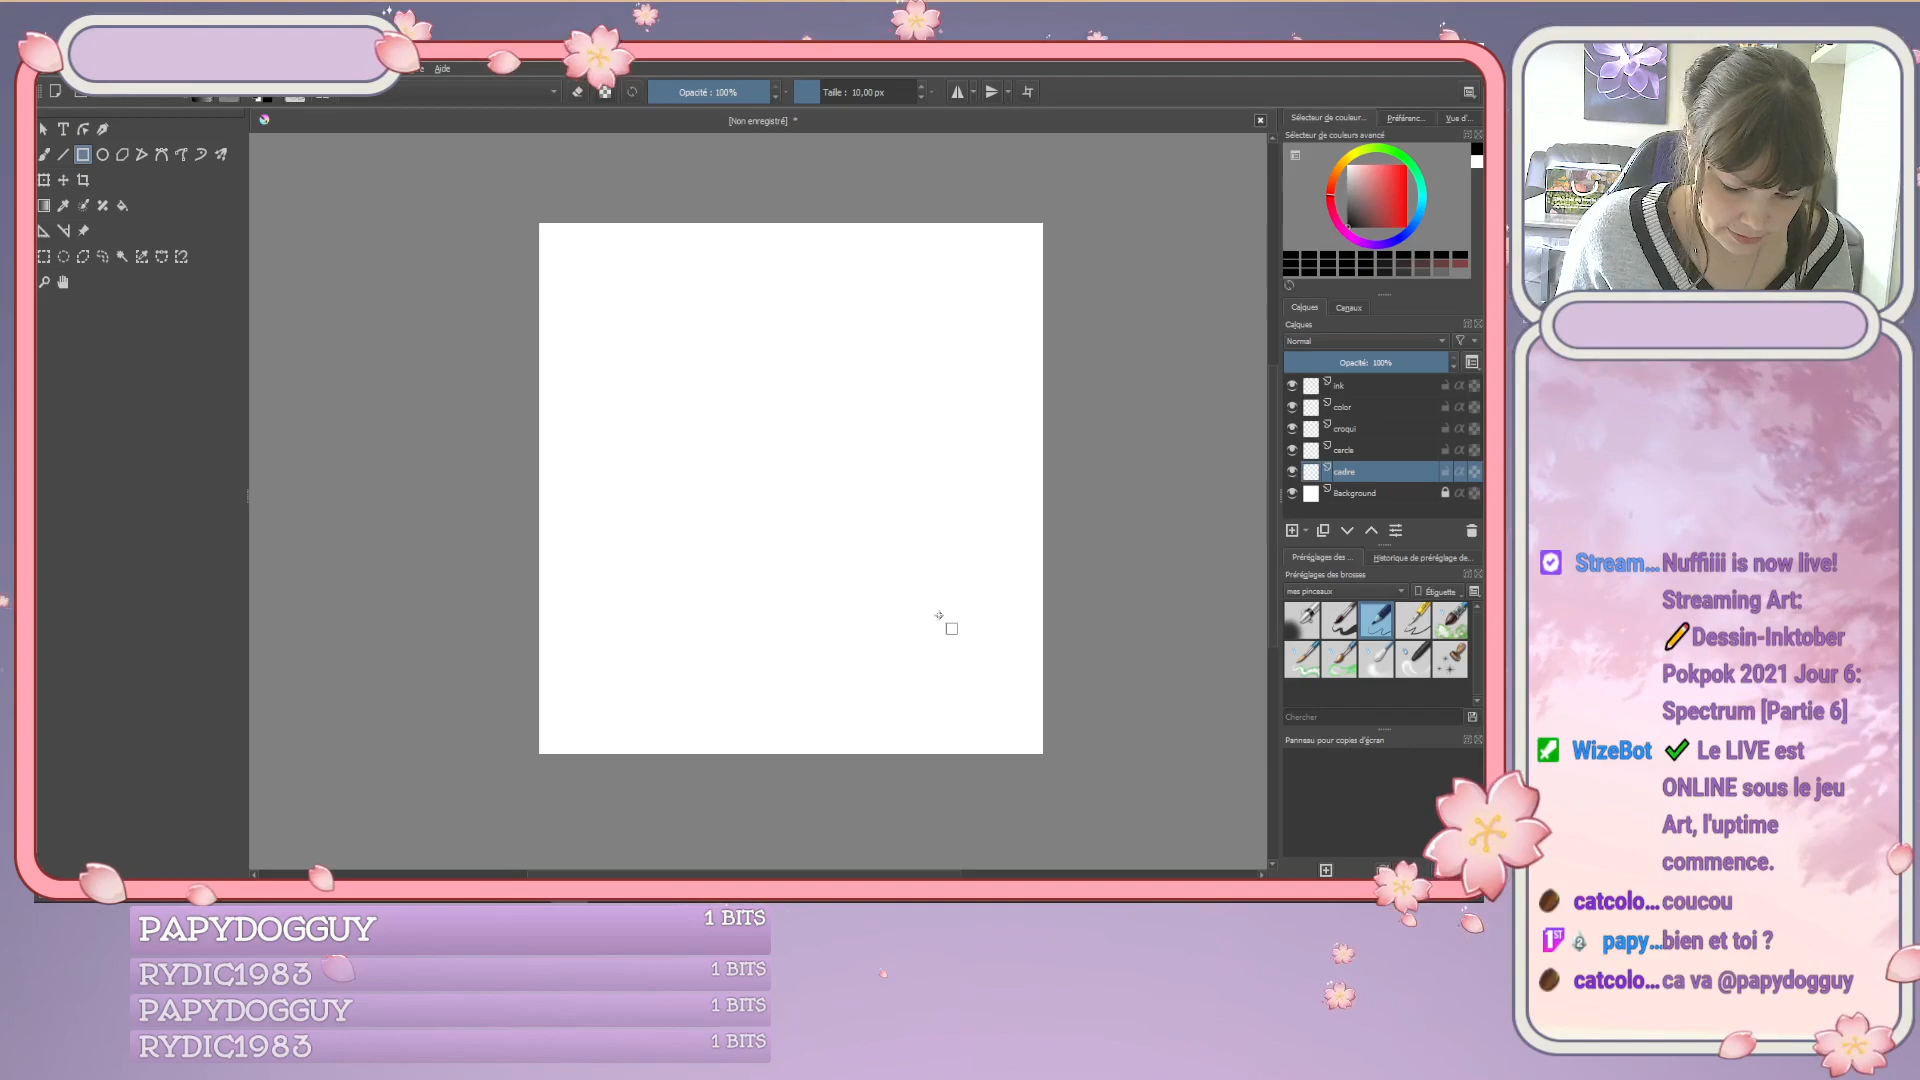 Aide
Opacité : 100%
Taille : 10,00 px
[Non enregistré] *
Sélecteur de couleur...
Préférenc...
Vue d'...
Sélecteur de couleurs avancé
Calques
Canaux
Calques
Normal
Opacité: 100%
ink
color
croqui
cercle
cadre
Background
Préréglages des ...
Historique de préréglage de...
Préréglages des brosses
mes pinceaux
Étiquette
Chercher
Panneau pour copies d'écran
Stream... Nuffiiii is now live!
Streaming Art:
Dessin-Inktober
Pokpok 2021 Jour 6:
Spectrum [Partie 6]
WizeBot Le LIVE est
ONLINE sous le jeu
Art, l'uptime
commence.
catcolo... coucou
1ST 2 papy... bien et toi ?
catcolo... ca va @papydogguy
PAPYDOGGUY 1 BITS
RYDIC1983 1 BITS
PAPYDOGGUY 1 BITS
RYDIC1983 1 BITS